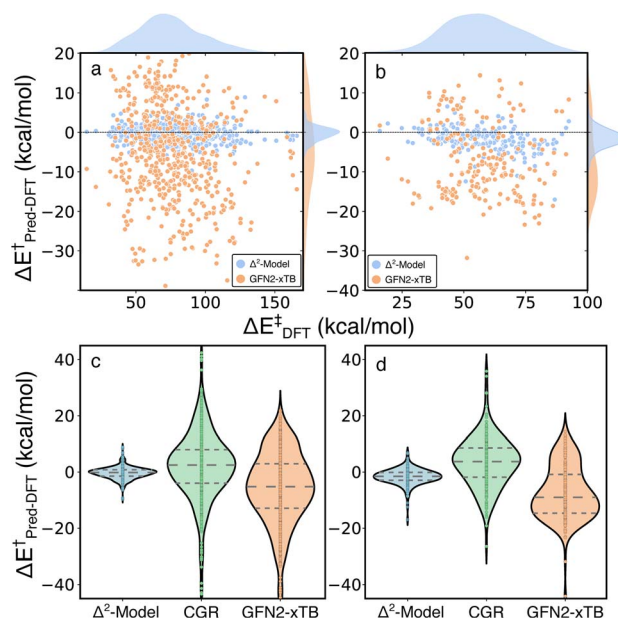 a
b
20
10
0
−10
−20
−30
ΔE†Pred-DFT (kcal/mol)
Δ²-Model
GFN2-xTB
50 100 150
20
10
0
−10
−20
−30
−40
Δ²-Model
GFN2-xTB
25 50 75 100
ΔE‡DFT (kcal/mol)
c
d
40
20
0
−20
−40
ΔE†Pred-DFT (kcal/mol)
Δ²-Model CGR GFN2-xTB
40
20
0
−20
−40
Δ²-Model CGR GFN2-xTB